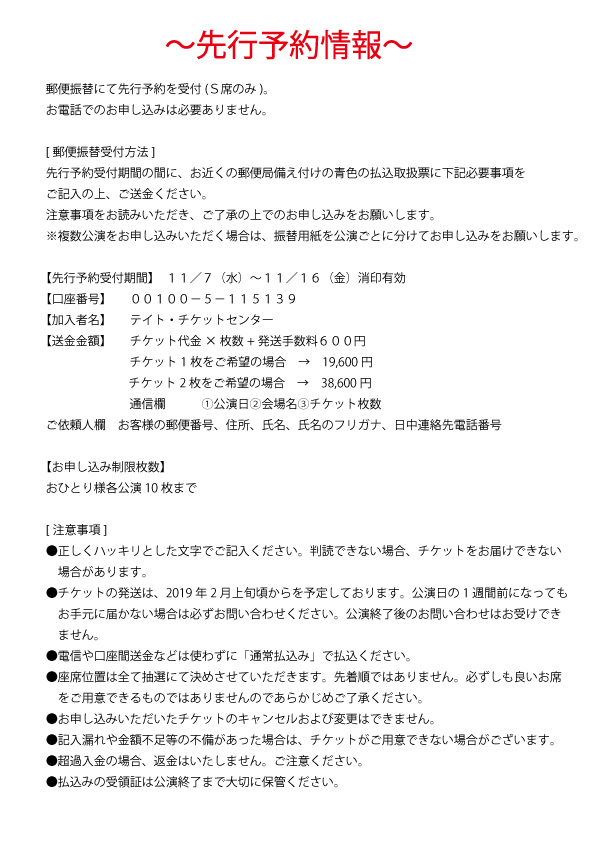 ～先行予約情報～
郵便振替にて先行予約を受付 ( S 席のみ )。
お電話でのお申し込みは必要ありません。
[ 郵便振替受付方法 ]
先行予約受付期間の間に、お近くの郵便局備え付けの青色の払込取扱票に下記必要事項を
ご記入の上、ご送金ください。
注意事項をお読みいただき、ご了承の上でのお申し込みをお願いします。
※複数公演をお申し込みいただく場合は、振替用紙を公演ごとに分けてお申し込みをお願いします。
【先行予約受付期間】　１１／７（水）～１１／１６（金）消印有効
【口座番号】　００１００－５－１１５１３９
【加入者名】　テイト・チケットセンター
【送金金額】　チケット代金 × 枚数 + 発送手数料６００円
チケット 1 枚をご希望の場合　→　19,600 円
チケット 2 枚をご希望の場合　→　38,600 円
通信欄　　①公演日②会場名③チケット枚数
ご依頼人欄　お客様の郵便番号、住所、氏名、氏名のフリガナ、日中連絡先電話番号
【お申し込み制限枚数】
おひとり様各公演 10 枚まで
[ 注意事項 ]
●正しくハッキリとした文字でご記入ください。判読できない場合、チケットをお届けできない
場合があります。
●チケットの発送は、2019 年 2 月上旬頃からを予定しております。公演日の 1 週間前になっても
お手元に届かない場合は必ずお問い合わせください。公演終了後のお問い合わせはお受けでき
ません。
●電信や口座間送金などは使わずに「通常払込み」で払込ください。
●座席位置は全て抽選にて決めさせていただきます。先着順ではありません。必ずしも良いお席
をご用意できるものではありませんのであらかじめご了承ください。
●お申し込みいただいたチケットのキャンセルおよび変更はできません。
●記入漏れや金額不足等の不備があった場合は、チケットがご用意できない場合がございます。
●超過入金の場合、返金はいたしません。ご注意ください。
●払込みの受領証は公演終了まで大切に保管ください。